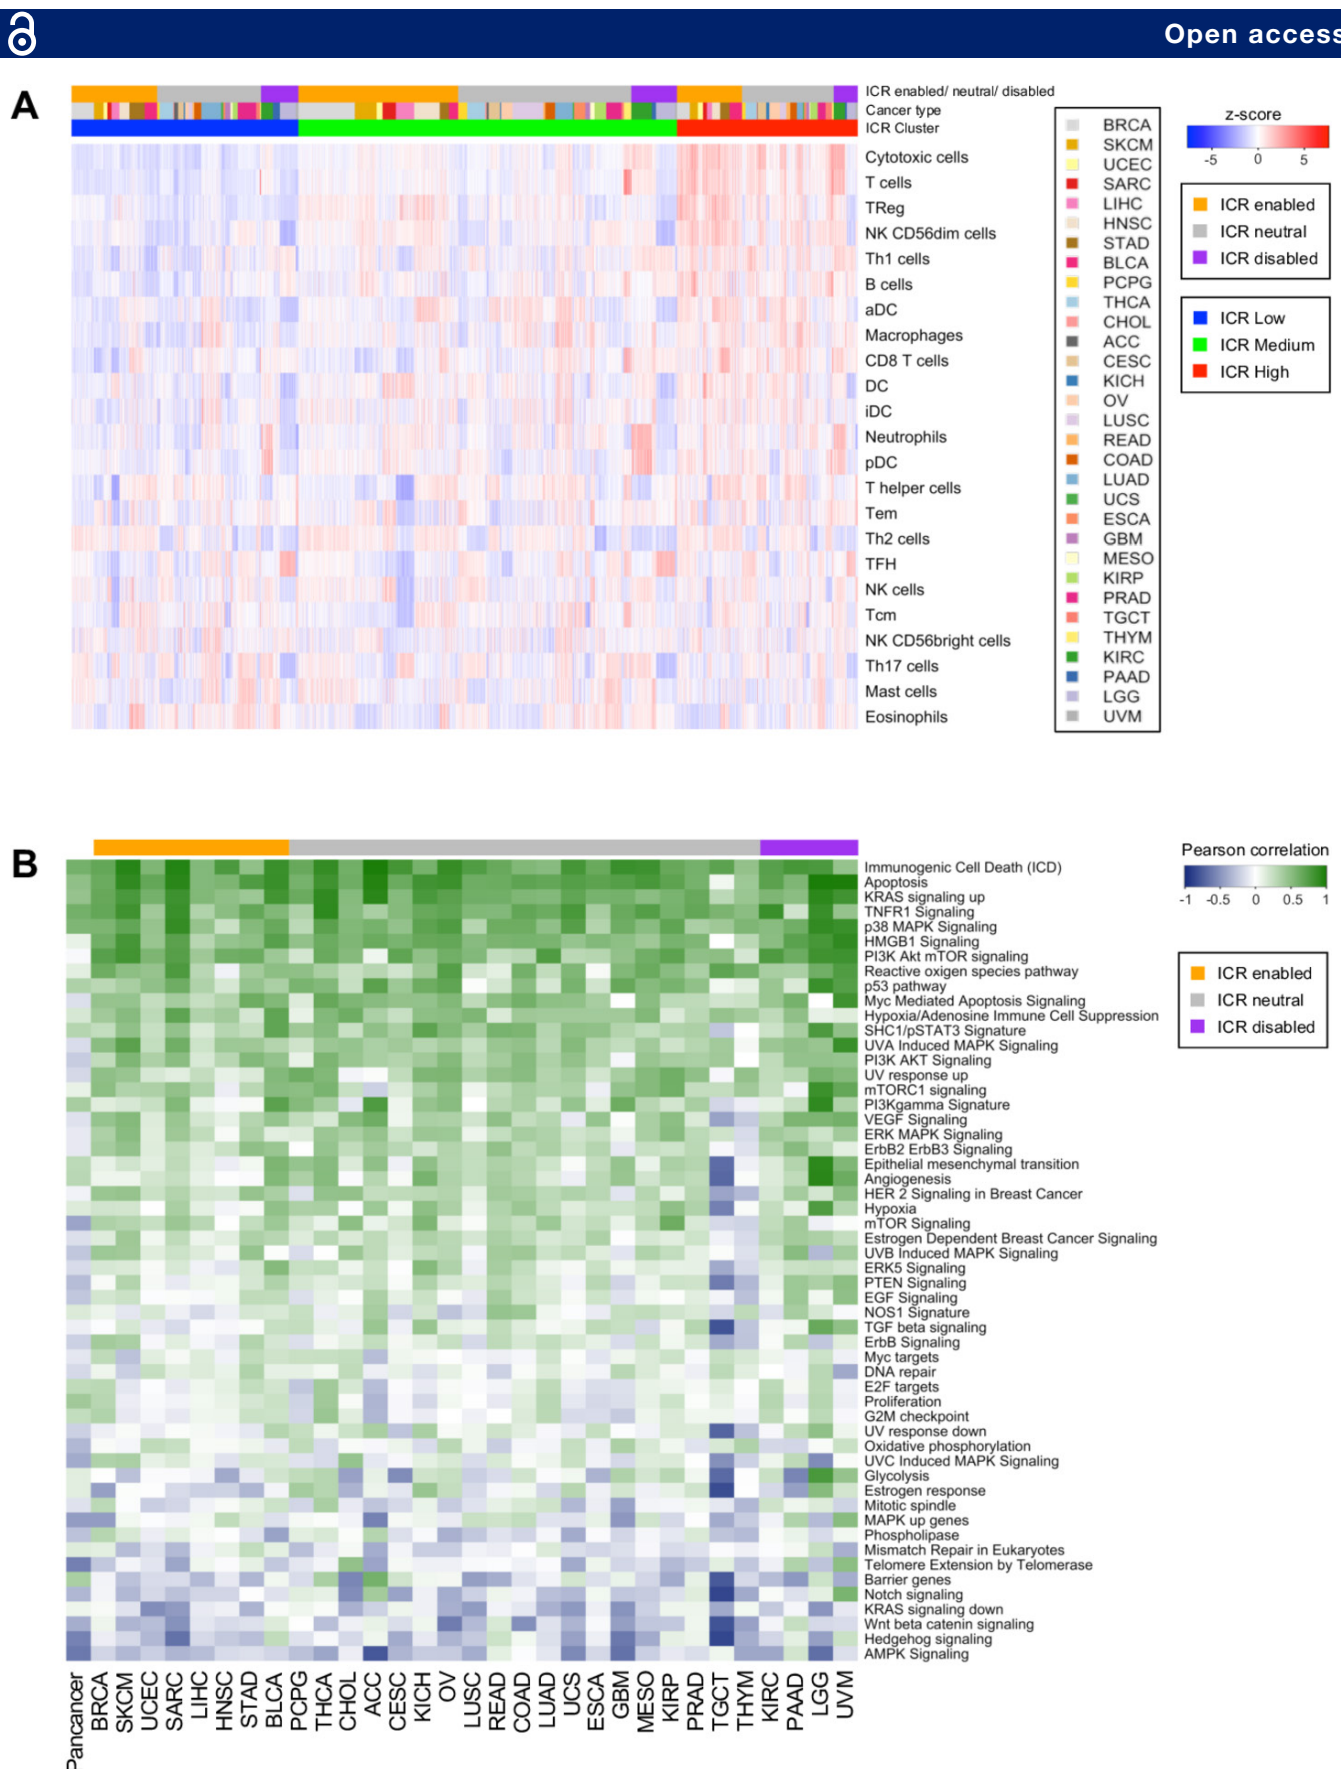 Open access
A
ICR enabled/ neutral/ disabled
Cancer type
ICR Cluster
Cytotoxic cells
T cells
TReg
NK CD56dim cells
Th1 cells
B cells
aDC
Macrophages
CD8 T cells
DC
iDC
Neutrophils
pDC
T helper cells
Tem
Th2 cells
TFH
NK cells
Tcm
NK CD56bright cells
Th17 cells
Mast cells
Eosinophils
BRCA
SKCM
UCEC
SARC
LIHC
HNSC
STAD
BLCA
PCPG
THCA
CHOL
ACC
CESC
KICH
OV
LUSC
READ
COAD
LUAD
UCS
ESCA
GBM
MESO
KIRP
PRAD
TGCT
THYM
KIRC
PAAD
LGG
UVM
z-score
-5 0 5
ICR enabled
ICR neutral
ICR disabled
ICR Low
ICR Medium
ICR High
B
Immunogenic Cell Death (ICD)
Apoptosis
KRAS signaling up
TNFR1 Signaling
p38 MAPK Signaling
HMGB1 Signaling
PI3K Akt mTOR signaling
Reactive oxigen species pathway
p53 pathway
Myc Mediated Apoptosis Signaling
Hypoxia/Adenosine Immune Cell Suppression
SHC1/pSTAT3 Signature
UVA Induced MAPK Signaling
PI3K AKT Signaling
UV response up
mTORC1 signaling
PI3Kgamma Signature
VEGF Signaling
ERK MAPK Signaling
ErbB2 ErbB3 Signaling
Epithelial mesenchymal transition
Angiogenesis
HER 2 Signaling in Breast Cancer
Hypoxia
mTOR Signaling
Estrogen Dependent Breast Cancer Signaling
UVB Induced MAPK Signaling
ERK5 Signaling
PTEN Signaling
EGF Signaling
NOS1 Signature
TGF beta signaling
ErbB Signaling
Myc targets
DNA repair
E2F targets
Proliferation
G2M checkpoint
UV response down
Oxidative phosphorylation
UVC Induced MAPK Signaling
Glycolysis
Estrogen response
Mitotic spindle
MAPK up genes
Phospholipase
Mismatch Repair in Eukaryotes
Telomere Extension by Telomerase
Barrier genes
Notch signaling
KRAS signaling down
Wnt beta catenin signaling
Hedgehog signaling
AMPK Signaling
Pearson correlation
-1 -0.5 0 0.5 1
ICR enabled
ICR neutral
ICR disabled
Pancancer
BRCA
SKCM
UCEC
SARC
LIHC
HNSC
STAD
BLCA
PCPG
THCA
CHOL
ACC
CESC
KICH
OV
LUSC
READ
COAD
LUAD
UCS
ESCA
GBM
MESO
KIRP
PRAD
TGCT
THYM
KIRC
PAAD
LGG
UVM